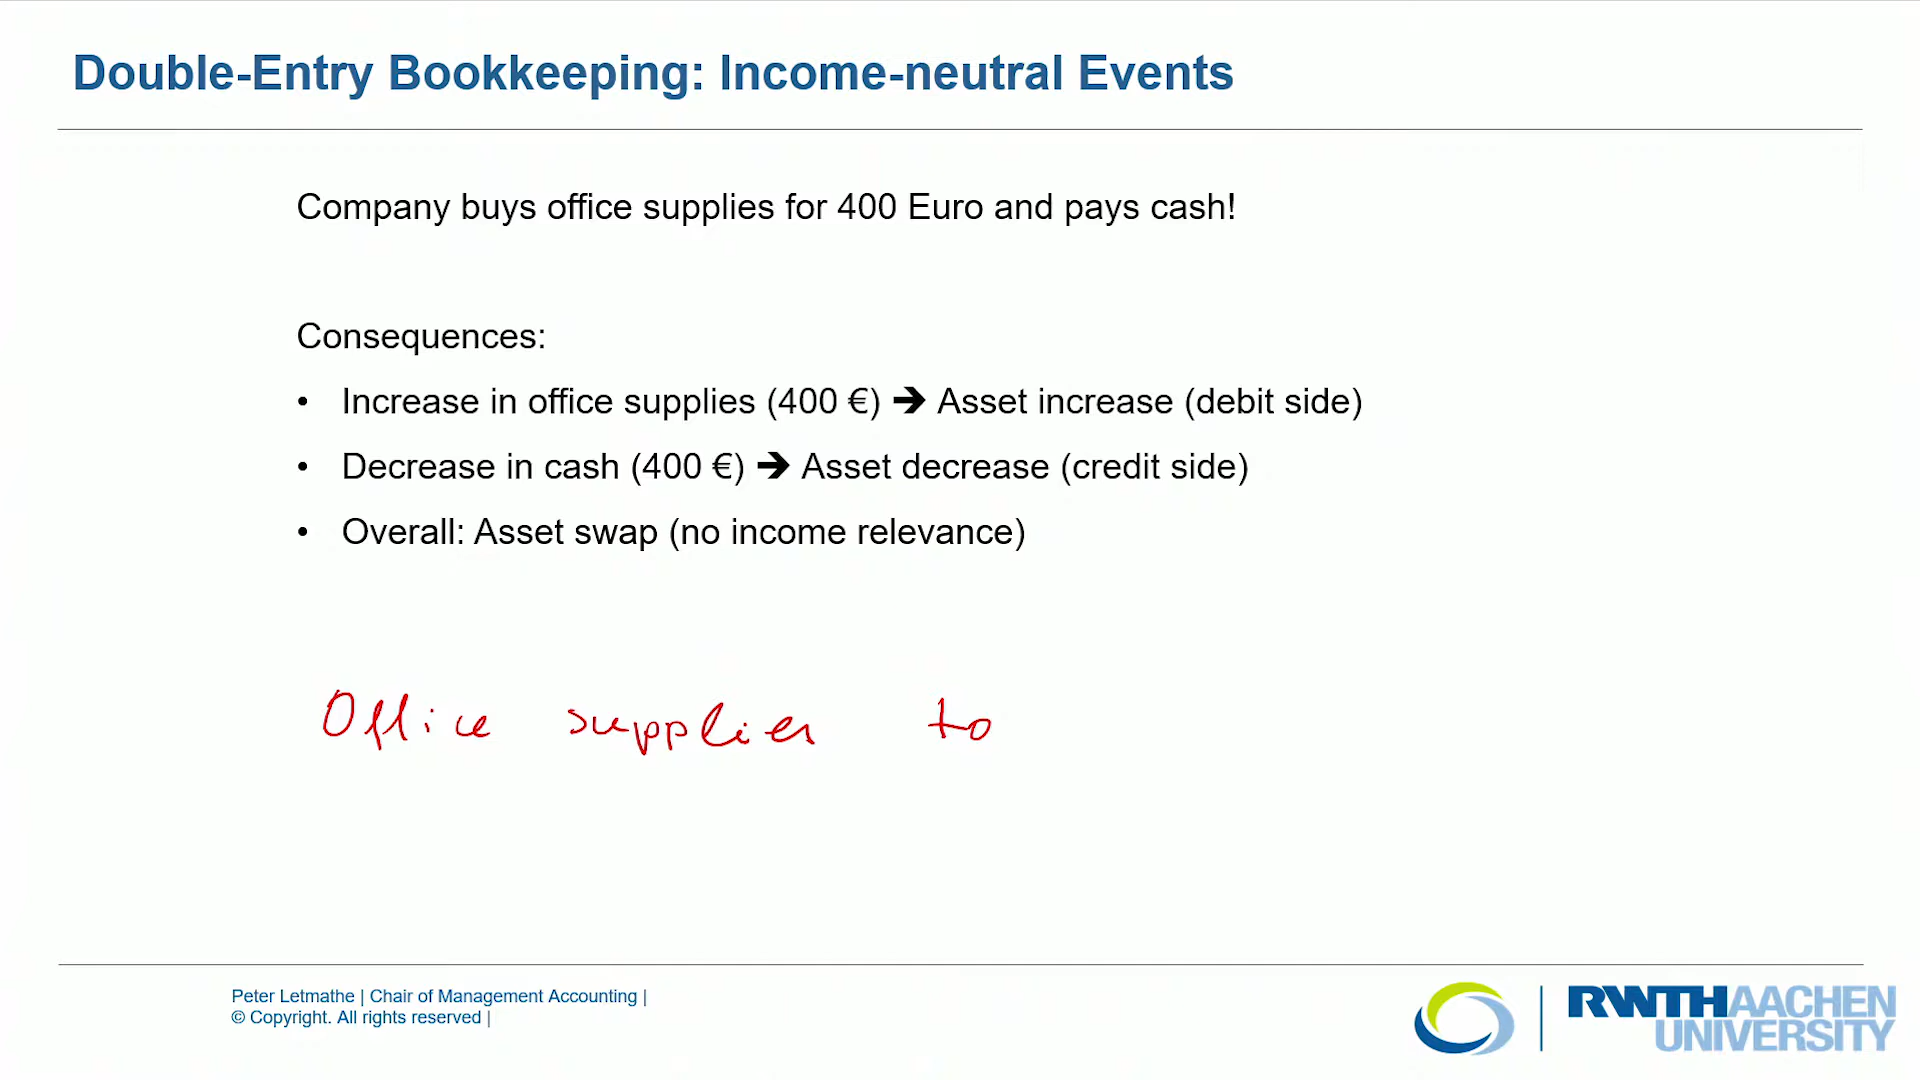 Double-Entry Bookkeeping: Income-neutral Events
Company buys office supplies for 400 Euro and pays cash!
Consequences:
• Increase in office supplies (400 €) ➔ Asset increase (debit side)
• Decrease in cash (400 €) ➔ Asset decrease (credit side)
• Overall: Asset swap (no income relevance)
Office supplies to
Peter Letmathe | Chair of Management Accounting |
© Copyright. All rights reserved |
RWTH AACHEN
UNIVERSITY